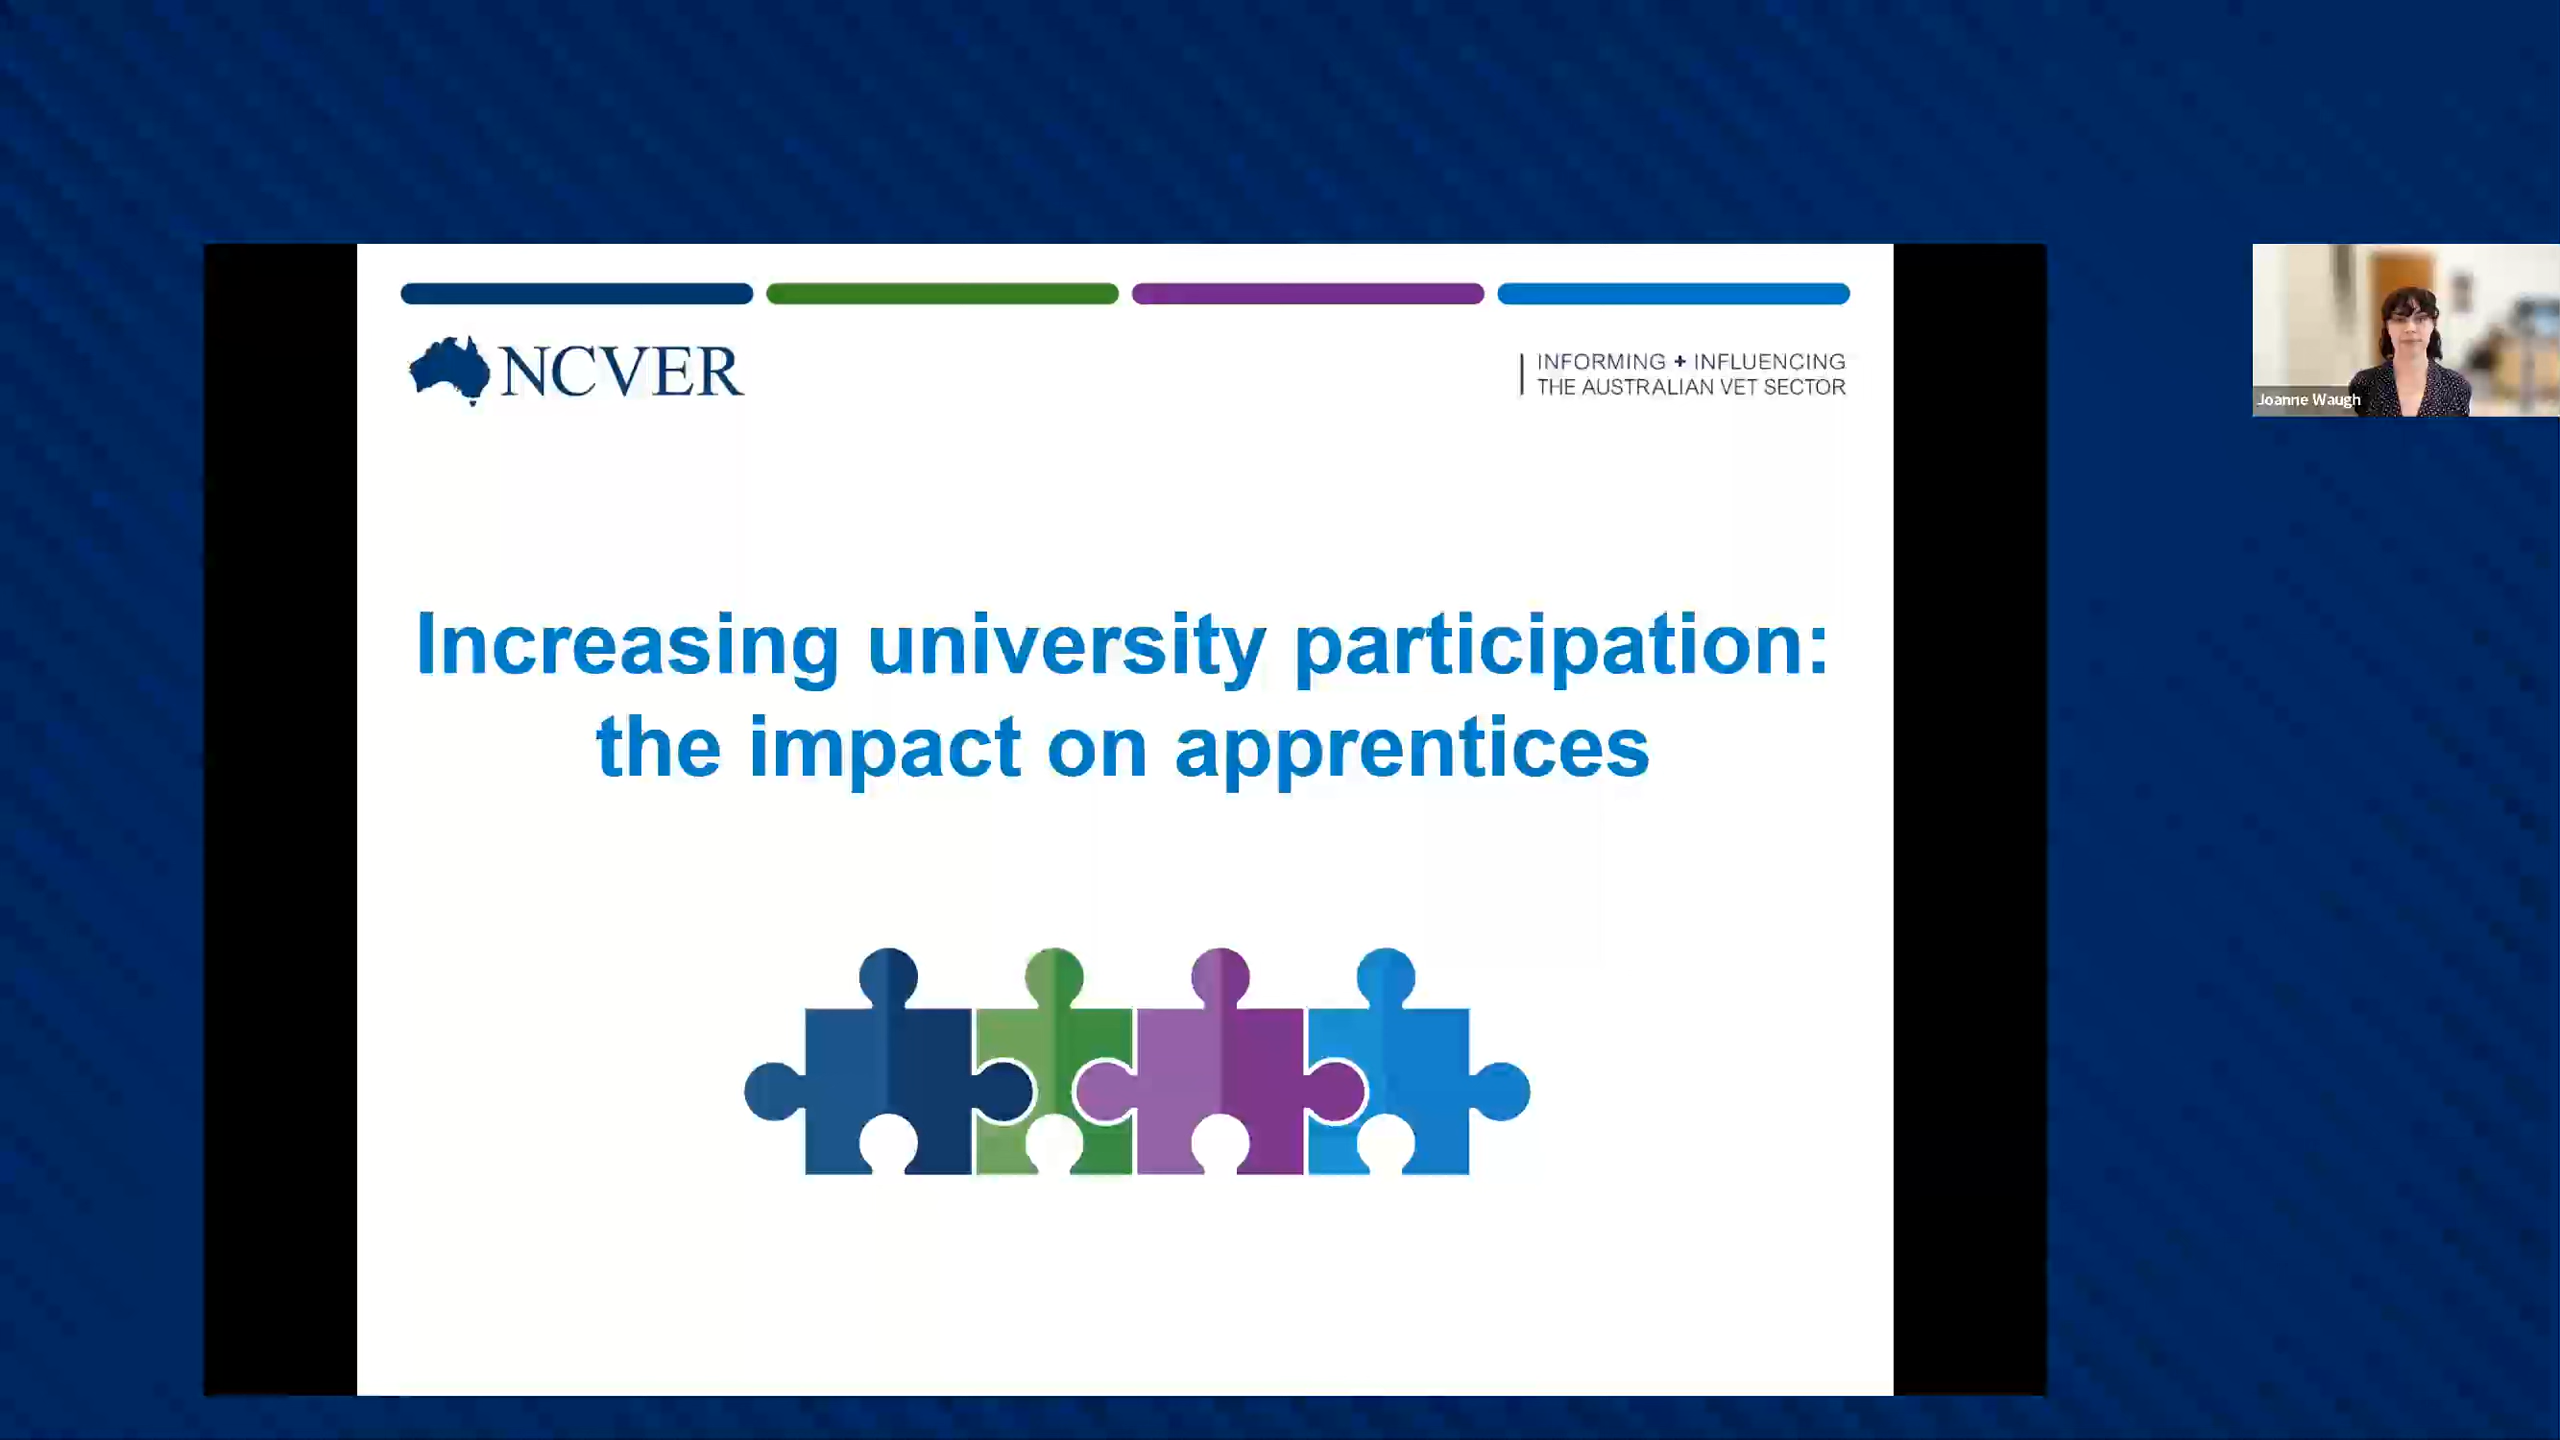 NCVER
INFORMING + INFLUENCING
THE AUSTRALIAN VET SECTOR
Joanne Waugh
Increasing university participation:
the impact on apprentices